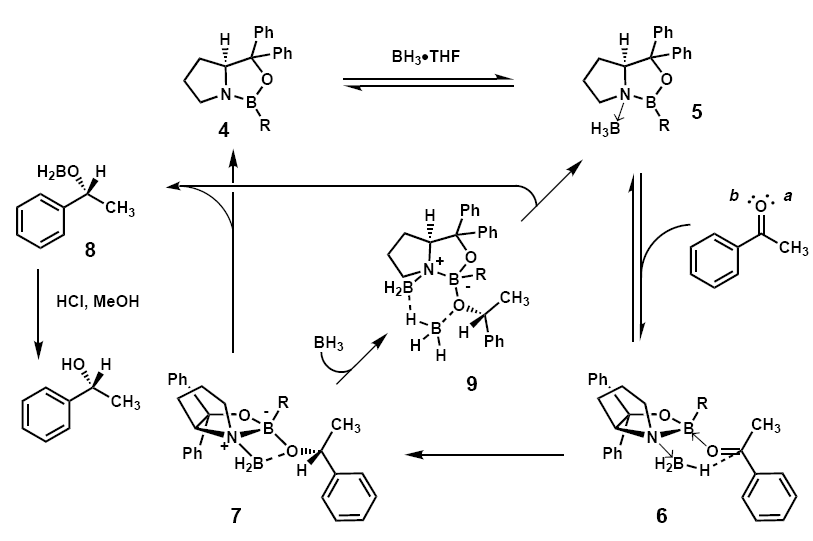 H Ph
Ph
O
N B
R
4
BH3•THF
H Ph
Ph
O
N B
R
H3B
5
H2BO H
CH3
8
HCl, MeOH
HO H
CH3
H Ph
Ph
O
N + B R
-
H2B
O CH3
H
B
H H
H Ph
9
BH3
b :O: a
CH3
Ph
R
O B -
N +
Ph
H2B O
CH3
H
7
Ph
R
O B
N
Ph
H2B H
O
CH3
6